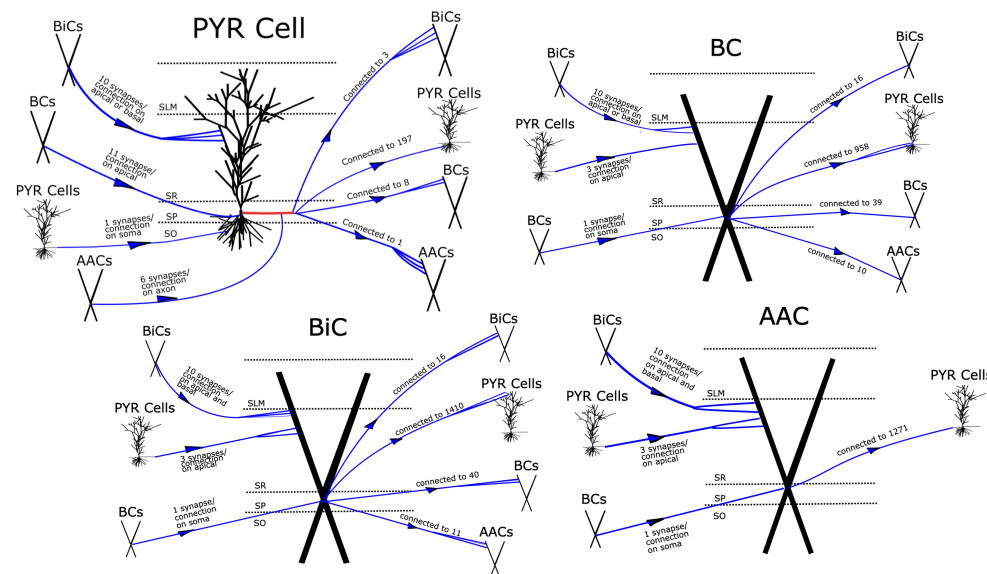 PYR Cell
BiCs
10 synapses/
connection on
apical or basal
SLM
BCs
11 synapse/
connection
on apical
SR
PYR Cells
1 synapses/
connection
on soma
SP
SO
AACs
6 synapses/
connection
on axon
BiCs
Connected to 3
PYR Cells
Connected to 197
BCs
Connected to 8
AACs
Connected to 1
BC
BiCs
10 synapses/
connection on
apical or basal
SLM
PYR Cells
3 synapses/
connection
on apical
BCs
1 synapse/
connection
on soma
SR
SP
SO
BiCs
connected to 16
PYR Cells
connected to 958
BCs
connected to 39
AACs
connected to 10
BiC
BiCs
10 synapses/
connection
on apical and
basal
SLM
PYR Cells
3 synapses/
connection
on apical
BCs
1 synapse/
connection
on soma
SR
SP
SO
BiCs
connected to 16
PYR Cells
connected to 1410
BCs
connected to 40
AACs
connected to 11
AAC
BiCs
10 synapses/
connection
on apical and
basal
SLM
PYR Cells
3 synapses/
connection
on apical
BCs
1 synapse/
connection
on soma
SR
SP
SO
PYR Cells
connected to 1271